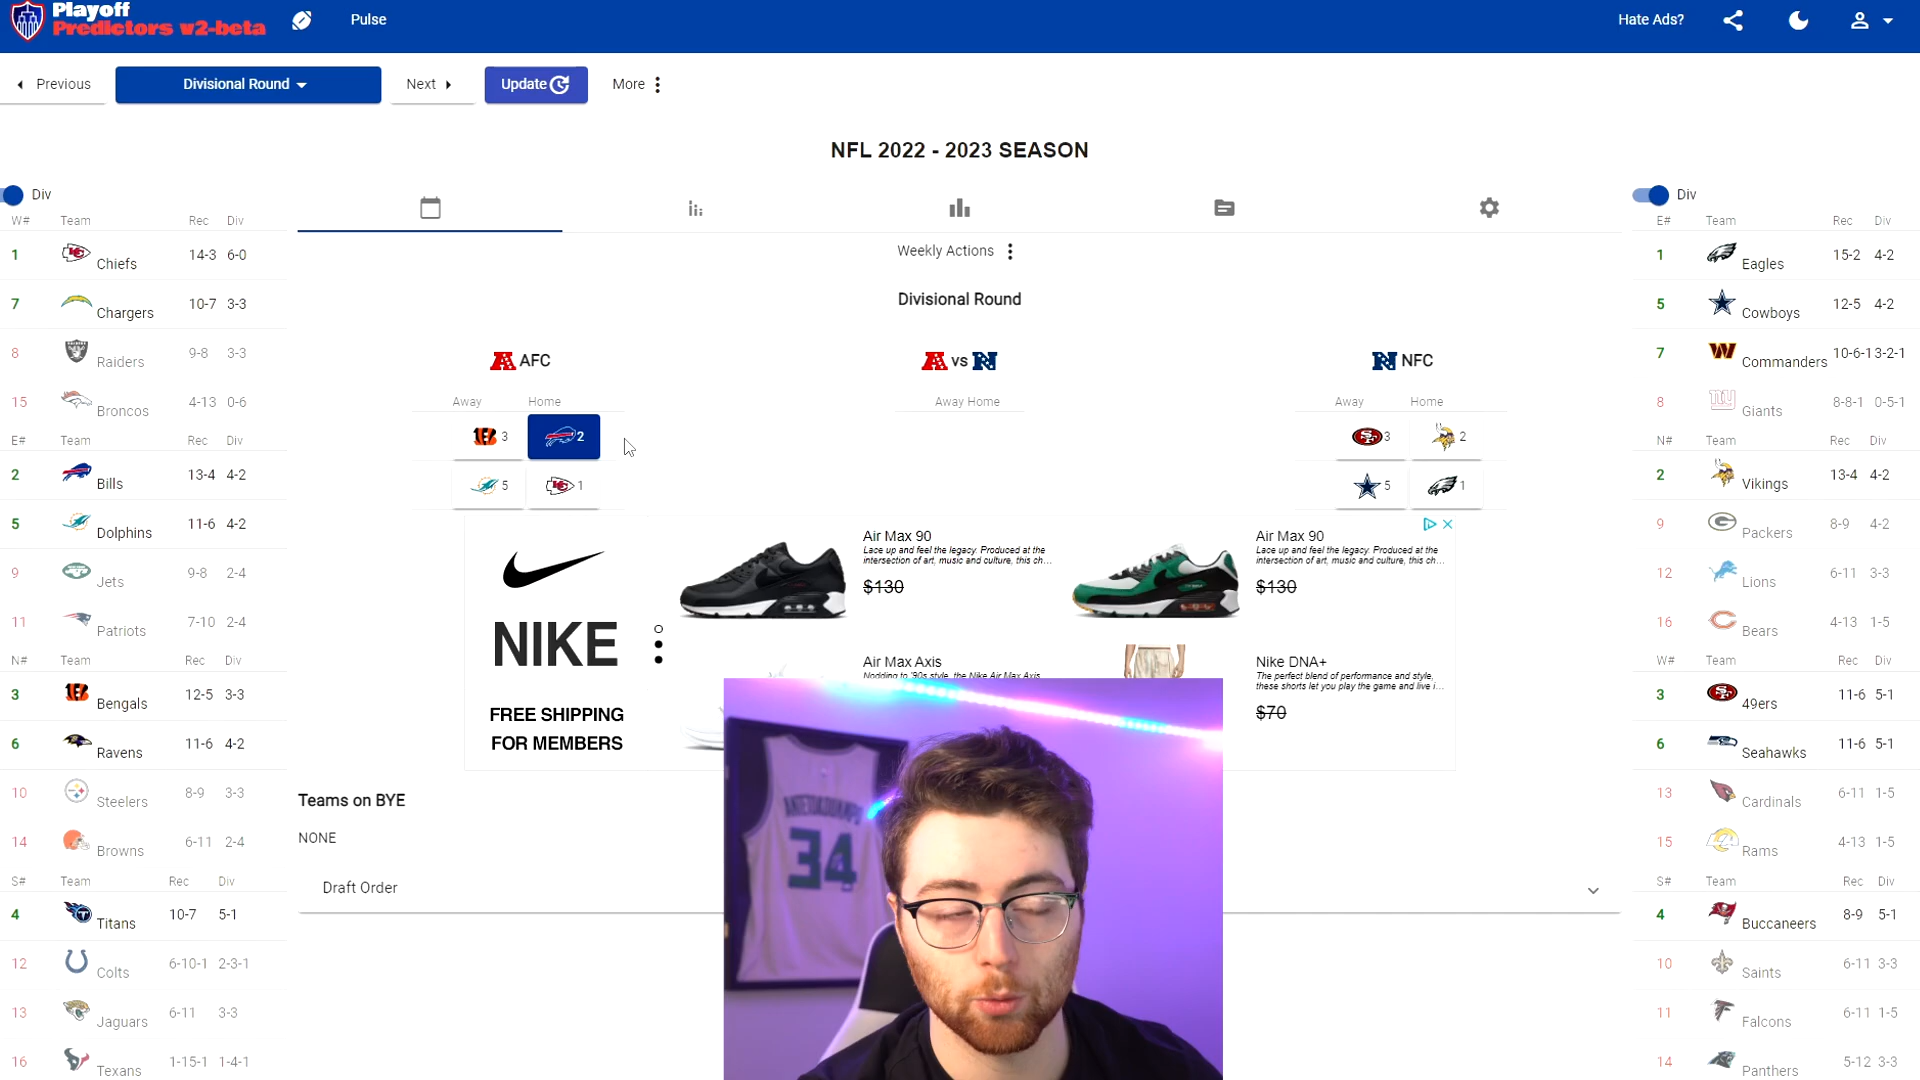 Playoff
Predictors v2-beta
Pulse
Hate Ads?
Previous
Divisional Round
Next
Update
More
NFL 2022 - 2023 SEASON
Div
W# Team Rec Div
1 Chiefs 14-3 6-0
7 Chargers 10-7 3-3
8 Raiders 9-8 3-3
15 Broncos 4-13 0-6
E# Team Rec Div
2 Bills 13-4 4-2
5 Dolphins 11-6 4-2
9 Jets 9-8 2-4
11 Patriots 7-10 2-4
N# Team Rec Div
3 Bengals 12-5 3-3
6 Ravens 11-6 4-2
10 Steelers 8-9 3-3
14 Browns 6-11 2-4
S# Team Rec Div
4 Titans 10-7 5-1
12 Colts 6-10-1 2-3-1
13 Jaguars 6-11 3-3
16 Texans 1-15-1 1-4-1
Weekly Actions
Divisional Round
A AFC
Away Home
3 2
5 1
A vs N
Away Home
N NFC
Away Home
3 2
5 1
NIKE
FREE SHIPPING
FOR MEMBERS
Air Max 90
Lace up and feel the legacy. Produced at the
intersection of art, music and culture, this ch...
$130
Air Max 90
Lace up and feel the legacy. Produced at the
intersection of art, music and culture, this ch...
$130
Air Max Axis
Nodding to '90s style, the Nike Air Max Axis
Nike DNA+
The perfect blend of performance and style,
these shorts let you play the game and live i...
$70
Teams on BYE
NONE
Draft Order
34
Div
E# Team Rec Div
1 Eagles 15-2 4-2
5 Cowboys 12-5 4-2
7 Commanders 10-6-1 3-2-1
8 Giants 8-8-1 0-5-1
N# Team Rec Div
2 Vikings 13-4 4-2
9 Packers 8-9 4-2
12 Lions 6-11 3-3
16 Bears 4-13 1-5
W# Team Rec Div
3 49ers 11-6 5-1
6 Seahawks 11-6 5-1
13 Cardinals 6-11 1-5
15 Rams 4-13 1-5
S# Team Rec Div
4 Buccaneers 8-9 5-1
10 Saints 6-11 3-3
11 Falcons 6-11 1-5
14 Panthers 5-12 3-3